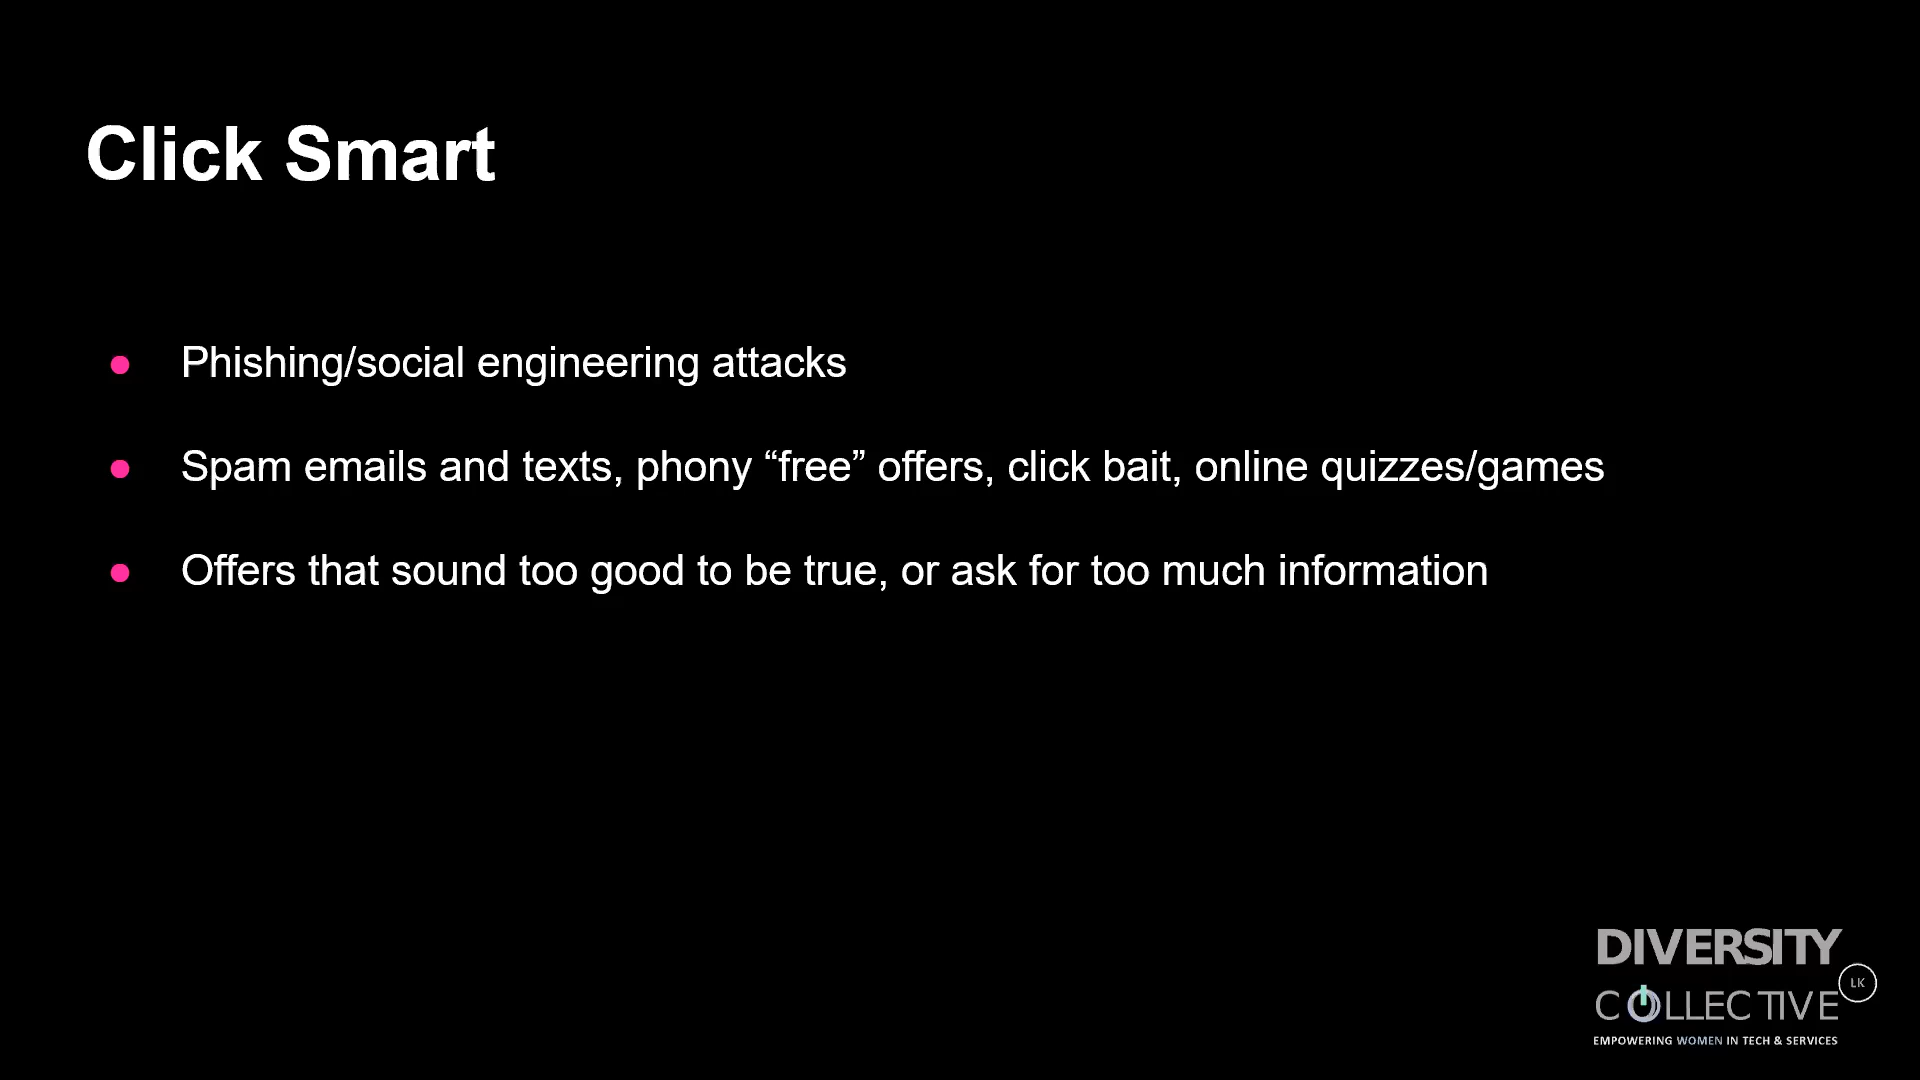 Click Smart
● Phishing/social engineering attacks
● Spam emails and texts, phony “free” offers, click bait, online quizzes/games
● Offers that sound too good to be true, or ask for too much information
DIVERSITY
COLLECTIVE
LK
EMPOWERING WOMEN IN TECH & SERVICES